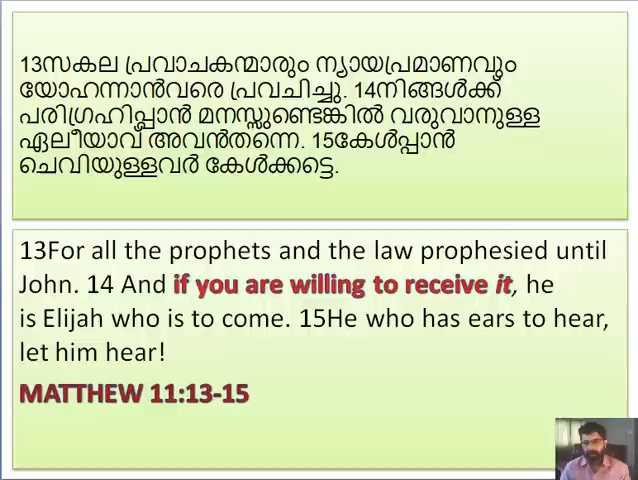 13സകല പ്രവാചകന്മാരും ന്യായപ്രമാണവും
യോഹന്നാൻവരെ പ്രവചിച്ചു. 14നിങ്ങൾക്ക്
പരിഗ്രഹിപ്പാൻ മനസ്സുണ്ടെങ്കിൽ വരുവാനുള്ള
ഏലീയാവ് അവൻതന്നെ. 15കേൾപ്പാൻ
ചെവിയുള്ളവർ കേൾക്കട്ടെ.
13For all the prophets and the law prophesied until
John. 14 And if you are willing to receive it, he
is Elijah who is to come. 15He who has ears to hear,
let him hear!
MATTHEW 11:13-15